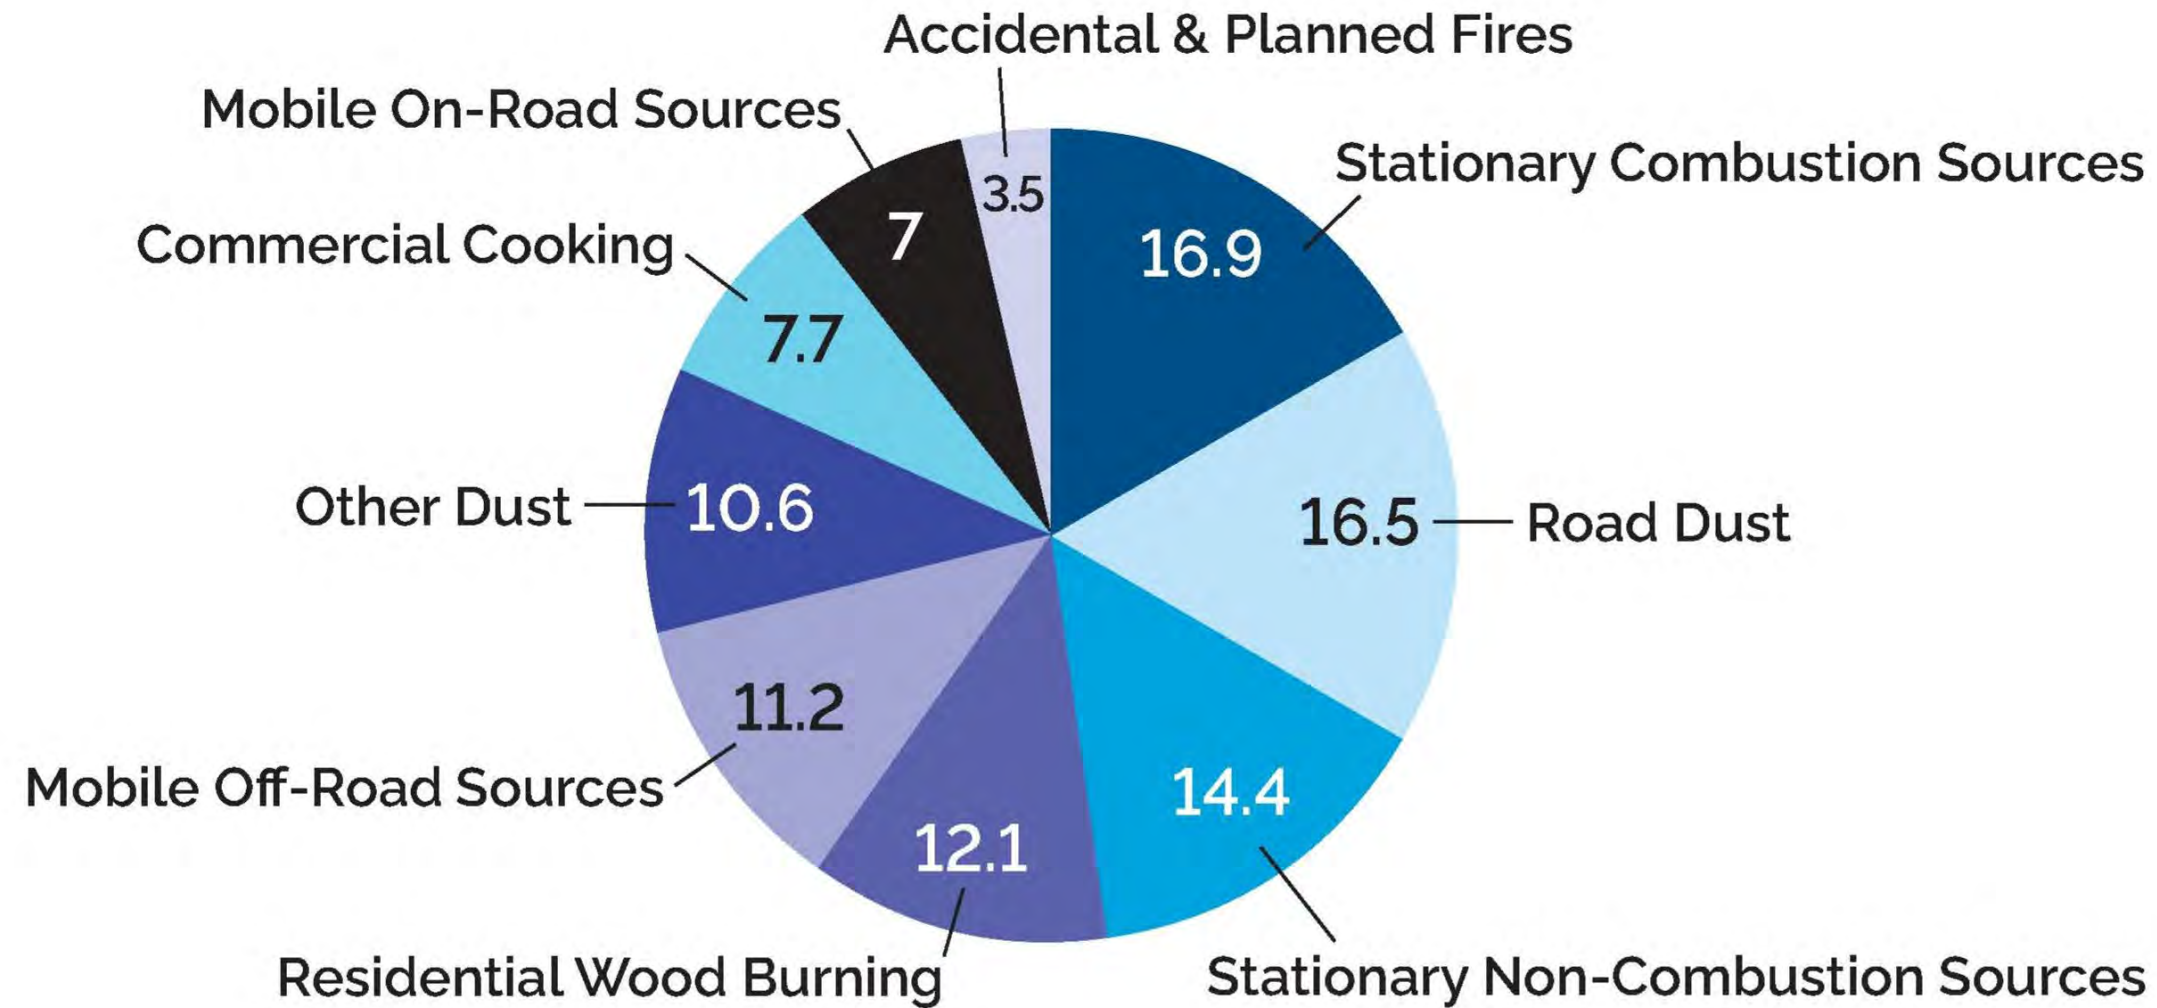 Accidental & Planned Fires
3.5
Stationary Combustion Sources
16.9
Road Dust
16.5
Stationary Non-Combustion Sources
14.4
Residential Wood Burning
12.1
Mobile Off-Road Sources
11.2
Other Dust
10.6
Commercial Cooking
7.7
Mobile On-Road Sources
7